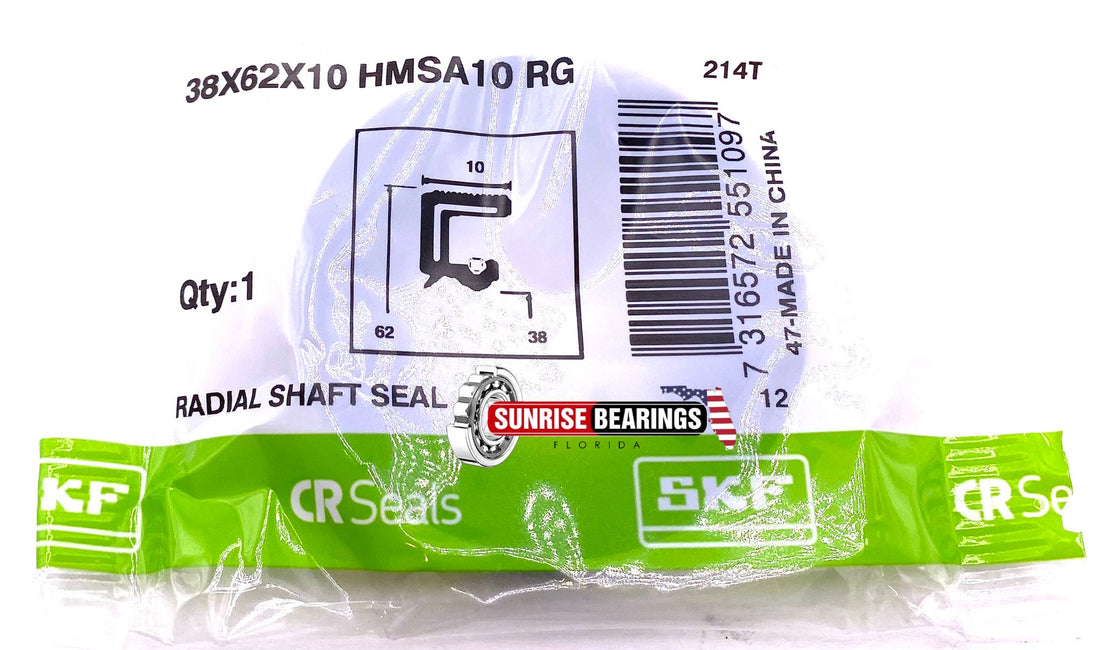 38X62X10 HMSA10 RG
214T
10
62
38
Qty:1
7 316572 551097
47-MADE IN CHINA
RADIAL SHAFT SEAL
12
SUNRISE BEARINGS
FLORIDA
KF
CR Seals
SKF
CR Se